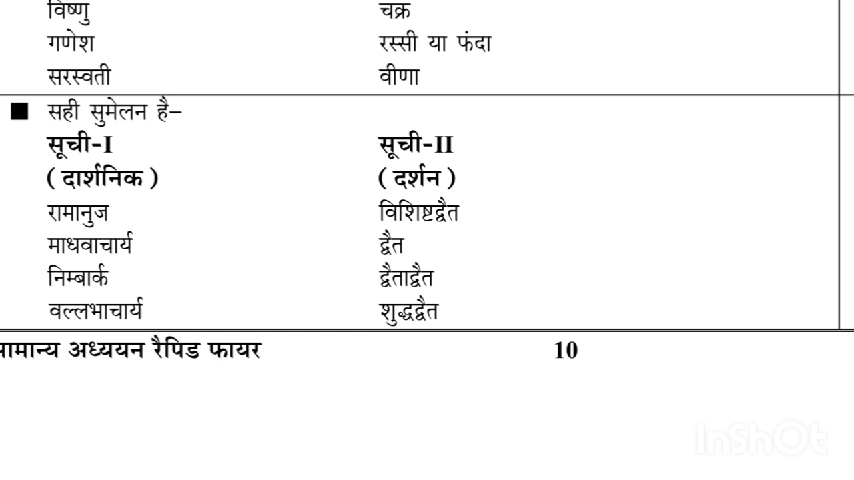 विष्णु चक्र
गणेश रस्सी या फंदा
सरस्वती वीणा
■ सही सुमेलन है–
सूची-I सूची-II
( दार्शनिक ) ( दर्शन )
रामानुज विशिष्टद्वैत
माधवाचार्य द्वैत
निम्बार्क द्वैताद्वैत
वल्लभाचार्य शुद्धद्वैत
सामान्य अध्ययन रैपिड फायर 10
InShOt